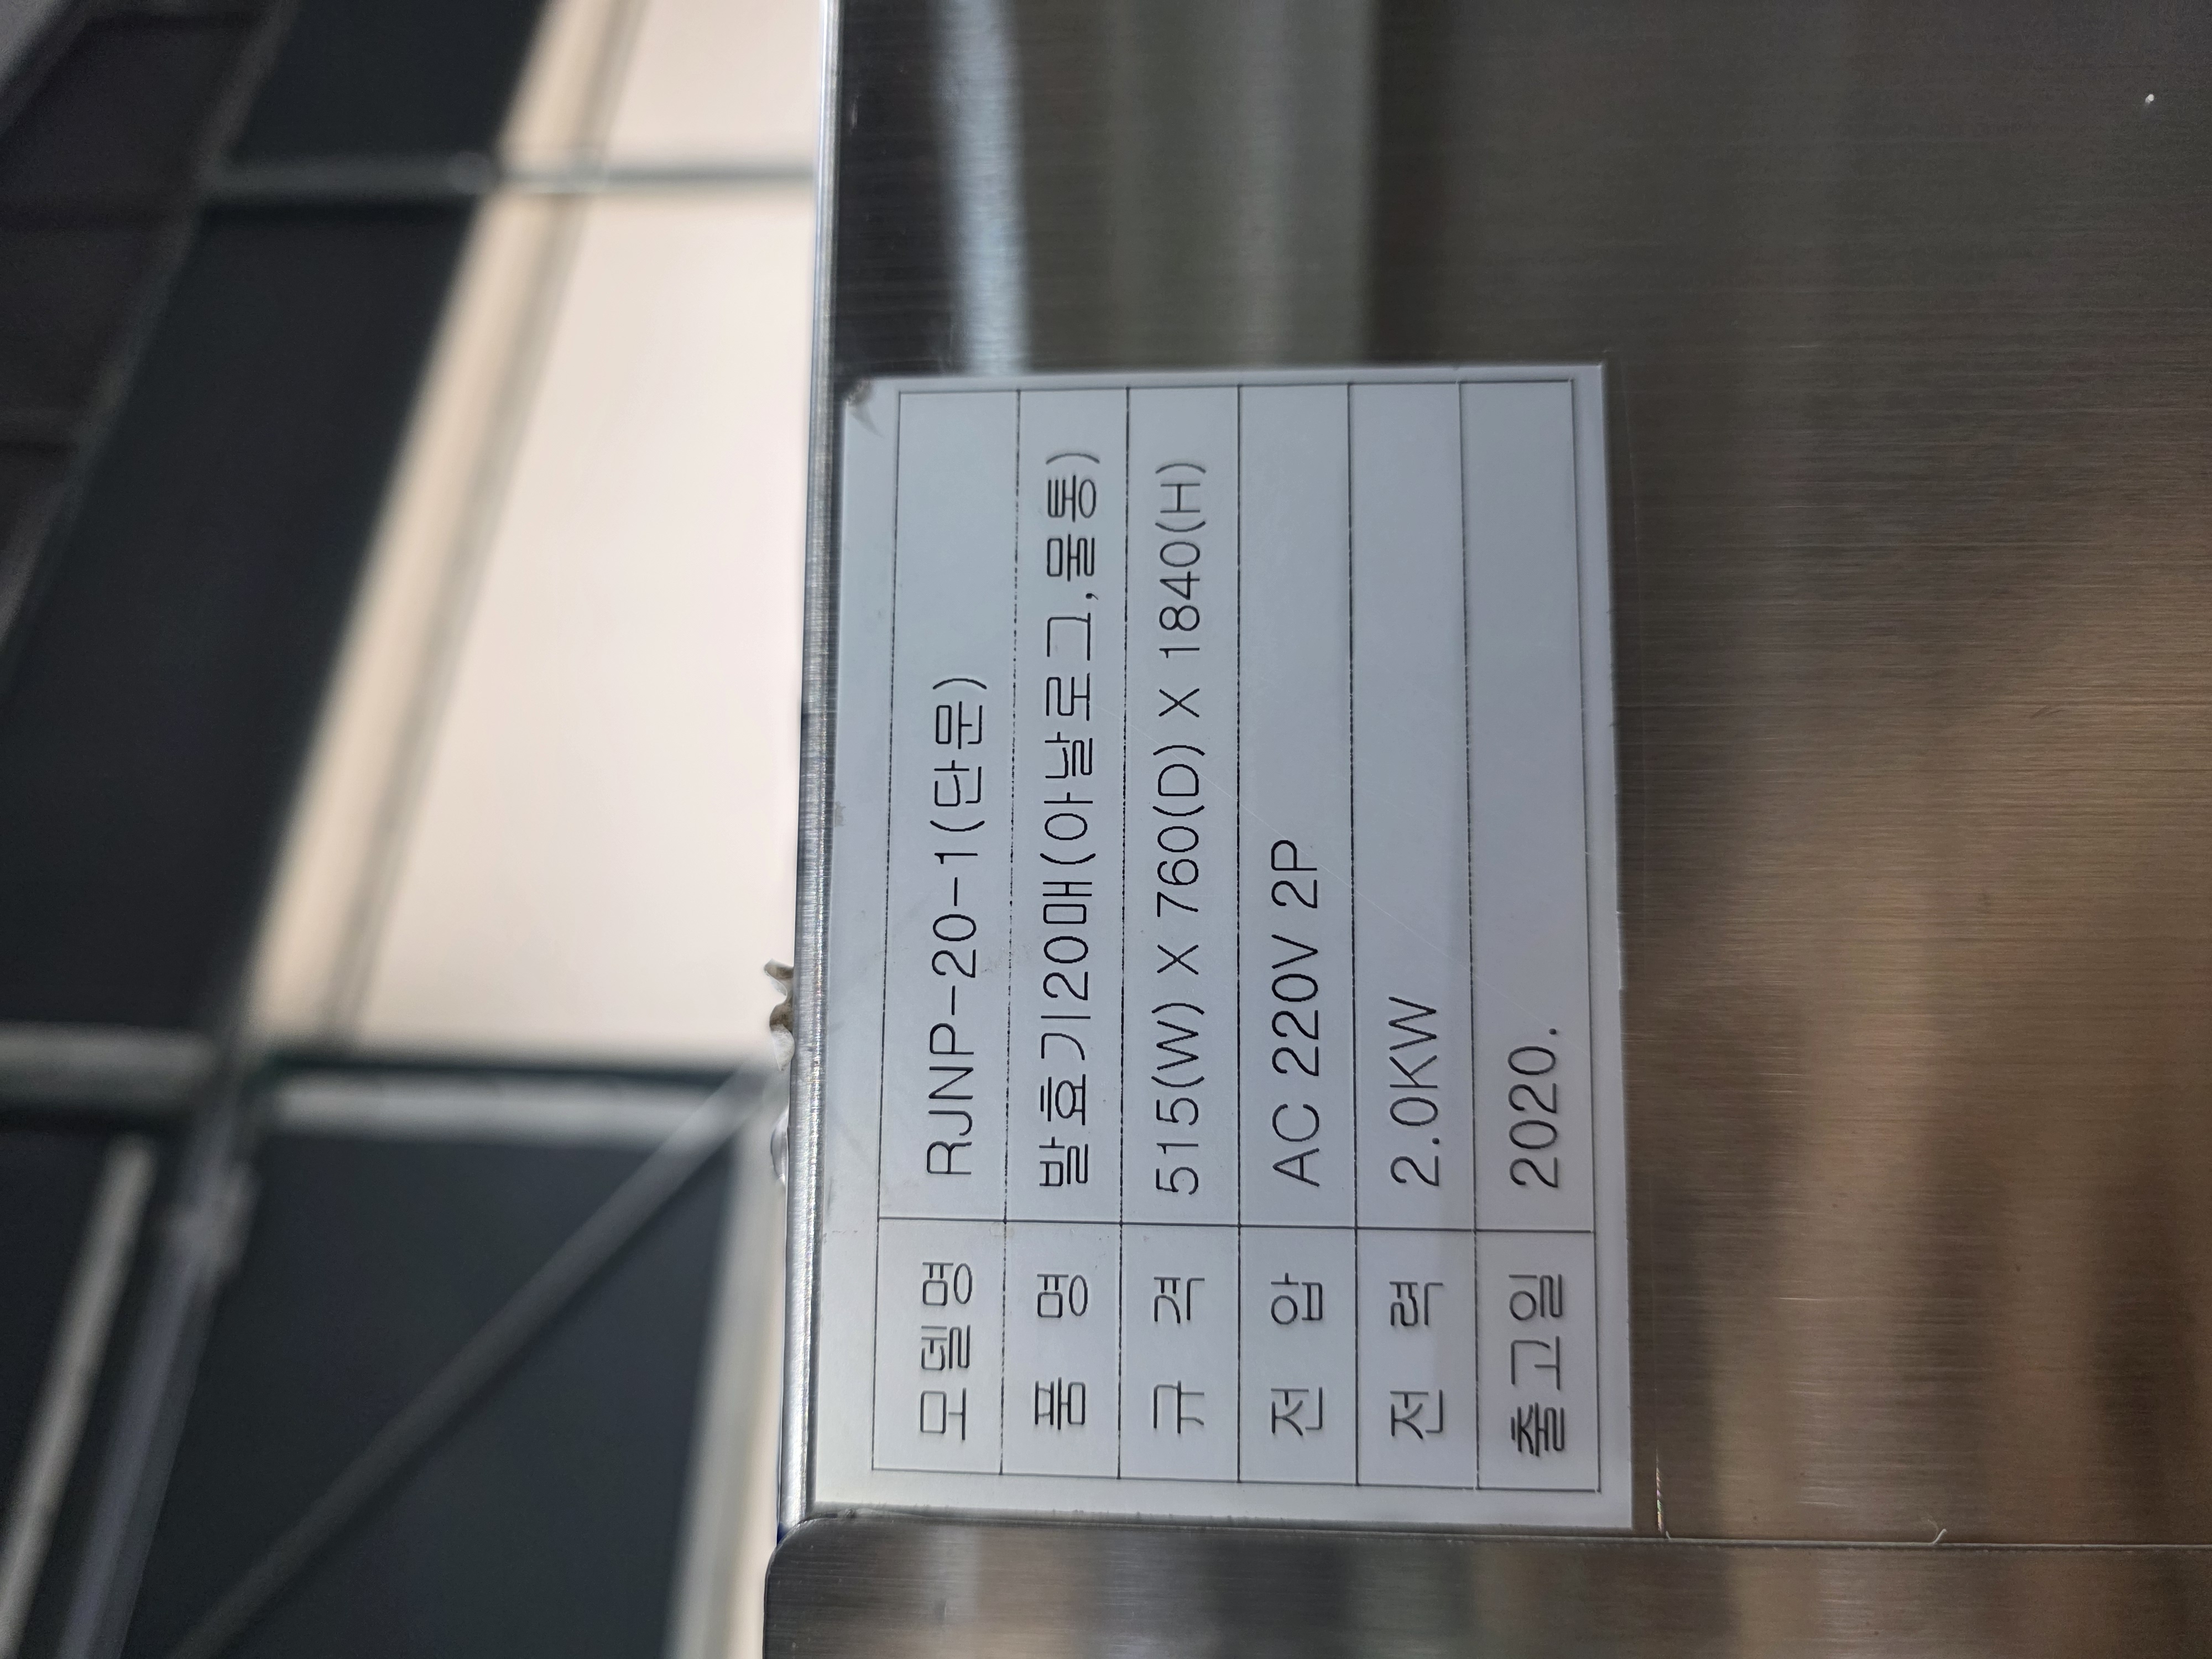 모델명 RJNP-20-1(단문)
품 명 발효기20매(아날로그,물통)
규 격 515(W) X 760(D) X 1840(H)
전 압 AC 220V 2P
전 력 2.0KW
출고일 2020.